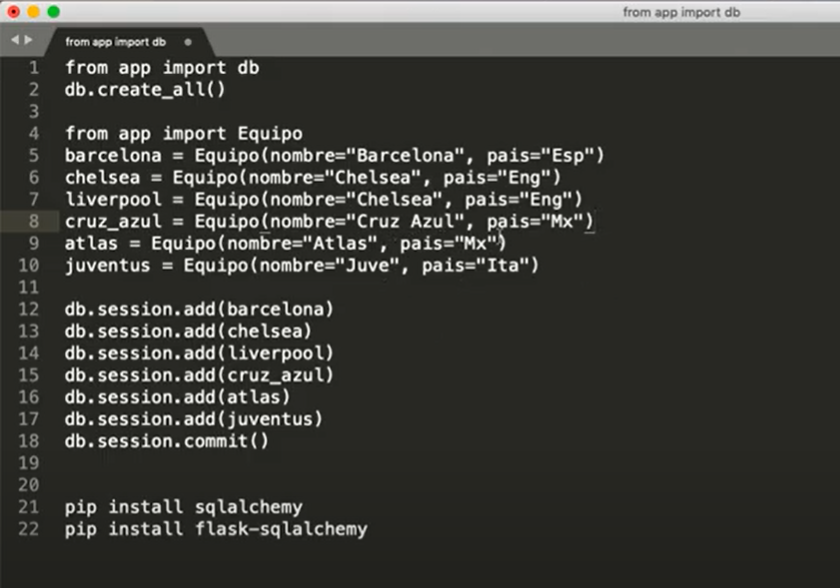 from app import db
from app import db
1 from app import db
2 db.create_all()
3
4 from app import Equipo
5 barcelona = Equipo(nombre="Barcelona", pais="Esp")
6 chelsea = Equipo(nombre="Chelsea", pais="Eng")
7 liverpool = Equipo(nombre="Chelsea", pais="Eng")
8 cruz_azul = Equipo(nombre="Cruz Azul", pais="Mx")
9 atlas = Equipo(nombre="Atlas", pais="Mx")
10 juventus = Equipo(nombre="Juve", pais="Ita")
11
12 db.session.add(barcelona)
13 db.session.add(chelsea)
14 db.session.add(liverpool)
15 db.session.add(cruz_azul)
16 db.session.add(atlas)
17 db.session.add(juventus)
18 db.session.commit()
19
20
21 pip install sqlalchemy
22 pip install flask-sqlalchemy